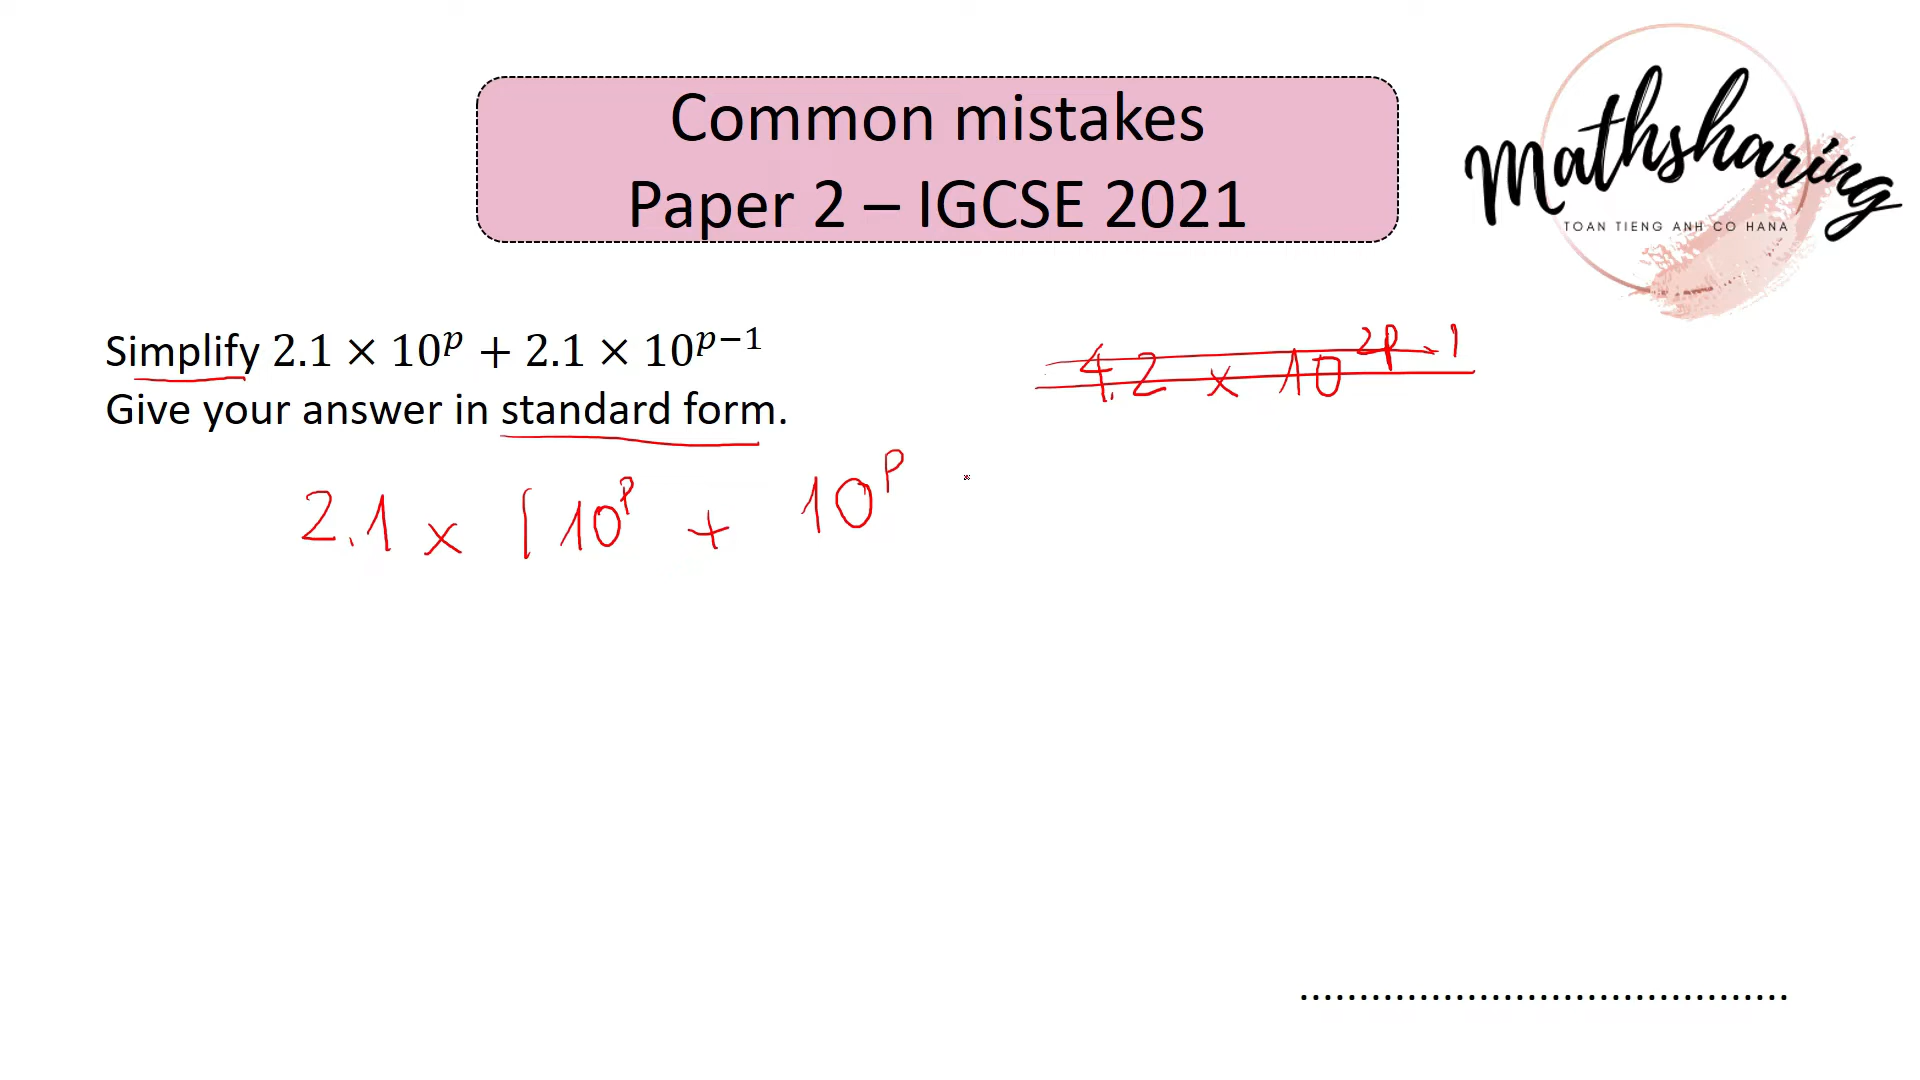 Common mistakes
Paper 2 – IGCSE 2021
Mathsharing
TOAN TIENG ANH CO HANA
Simplify 2.1 × 10^p + 2.1 × 10^(p−1)
4.2 × 10^(2p-1)
Give your answer in standard form.
2.1 × [ 10^p + 10^p
........................................